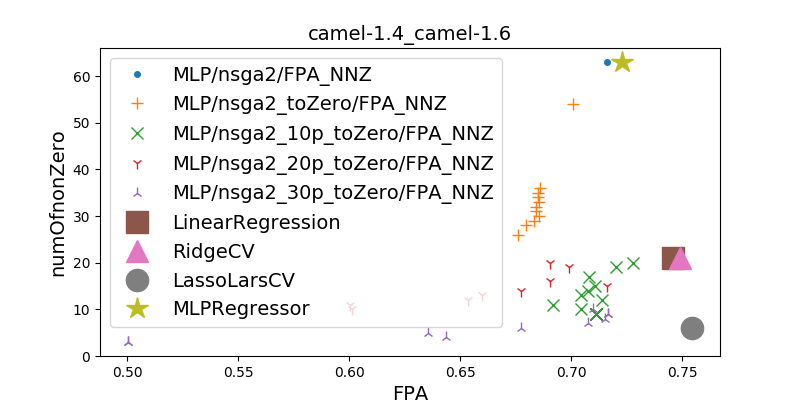 camel-1.4_camel-1.6
numOfnonZero
60
50
40
30
20
10
0
MLP/nsga2/FPA_NNZ
MLP/nsga2_toZero/FPA_NNZ
MLP/nsga2_10p_toZero/FPA_NNZ
MLP/nsga2_20p_toZero/FPA_NNZ
MLP/nsga2_30p_toZero/FPA_NNZ
LinearRegression
RidgeCV
LassoLarsCV
MLPRegressor
0.50 0.55 0.60 0.65 0.70 0.75
FPA